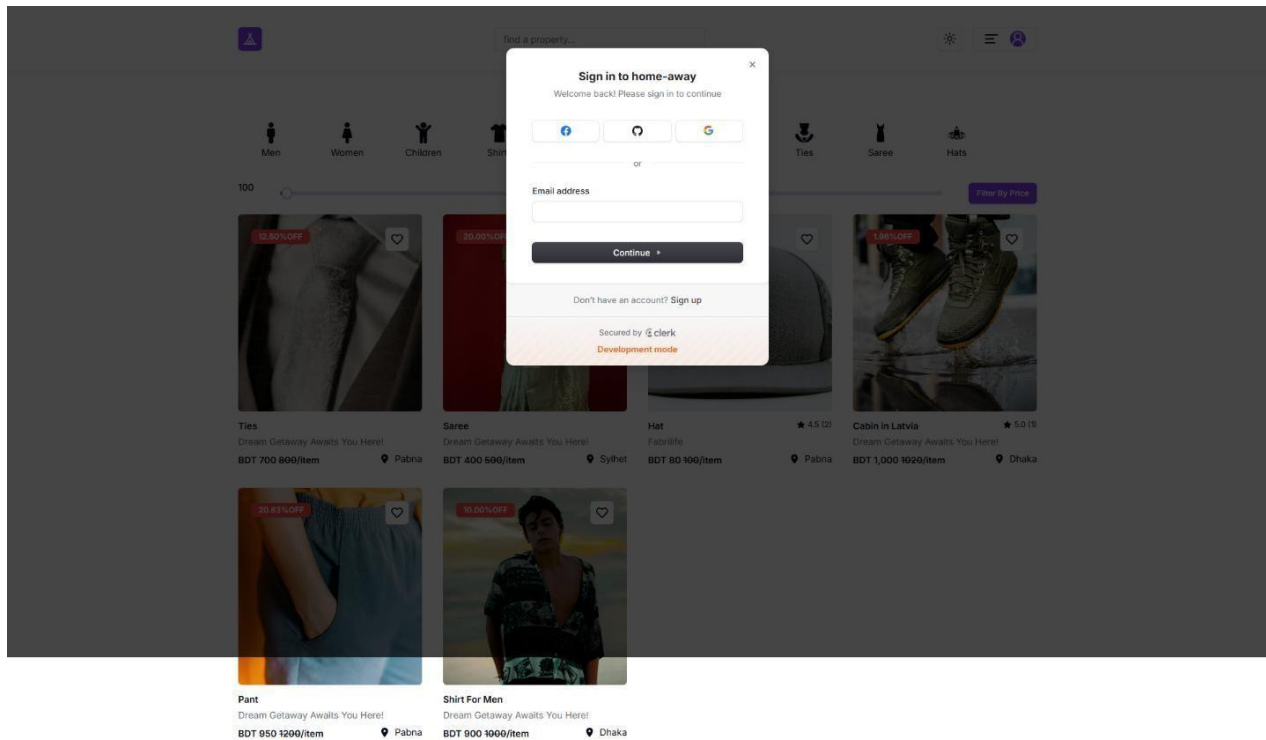 find a property...
Sign in to home-away
Welcome back! Please sign in to continue
or
Email address
Continue
Don't have an account? Sign up
Secured by clerk
Development mode
Men
Women
Children
Ties
Saree
Hats
100
Filter By Price
12.50%OFF
1.96%OFF
Ties
Dream Getaway Awaits You Here!
BDT 700 800/item
Pabna
Saree
Dream Getaway Awaits You Here!
BDT 400 500/item
Sylhet
Hat
4.5 (2)
Fabrilife
BDT 80 100/item
Pabna
Cabin in Latvia
5.0 (1)
Dream Getaway Awaits You Here!
BDT 1,000 1020/item
Dhaka
20.83%OFF
10.00%OFF
Pant
Dream Getaway Awaits You Here!
BDT 950 1200/item
Pabna
Shirt For Men
Dream Getaway Awaits You Here!
BDT 900 1000/item
Dhaka